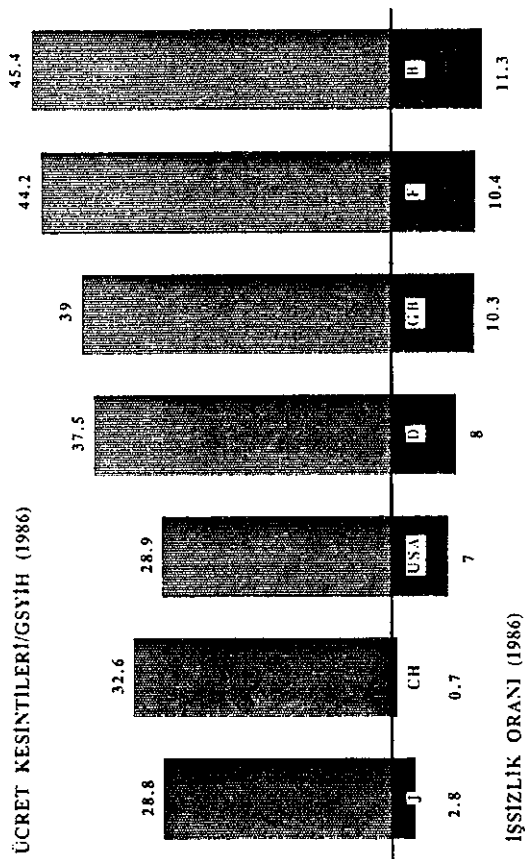 ÜCRET KESİNTİLERİ/GSYİH (1986)
28.8
32.6
28.9
37.5
39
44.2
45.4
J
CH
USA
D
GB
F
B
2.8
0.7
7
8
10.3
10.4
11.3
İŞSİZLİK ORANI (1986)